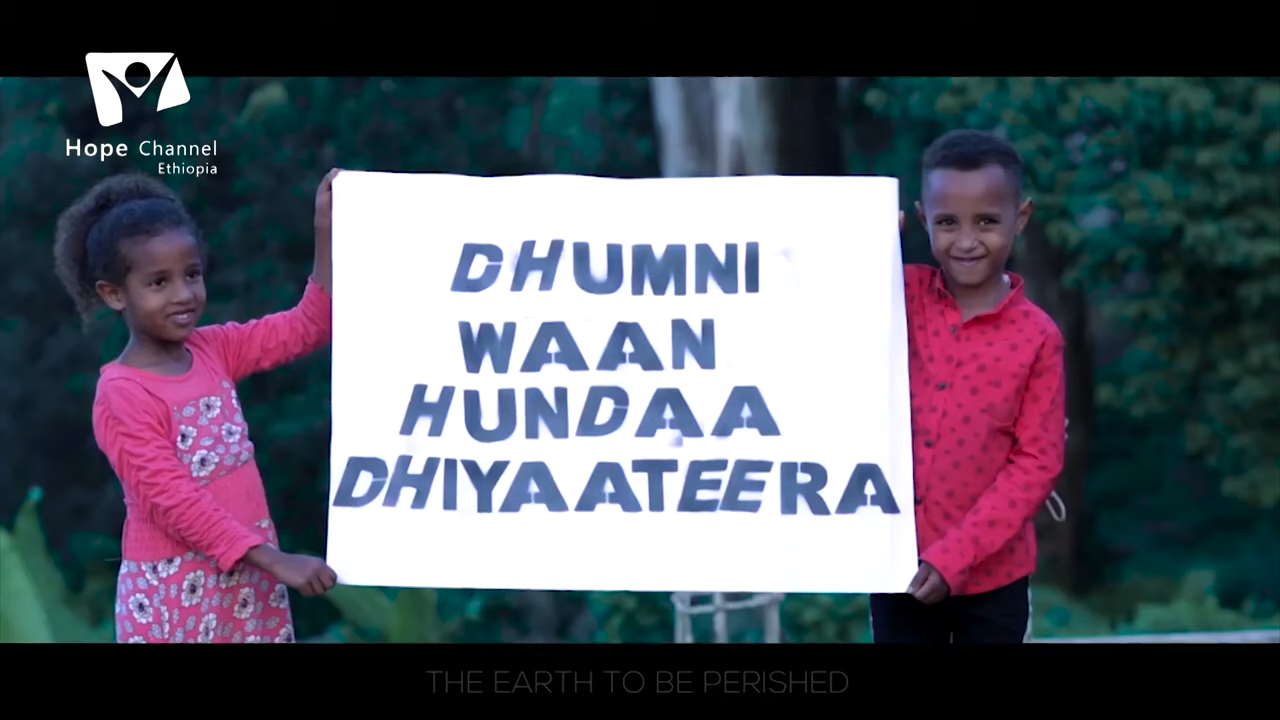 Hope Channel
Ethiopia
DHUMNI
WAAN
HUNDAA
DHIYAATEERA
THE EARTH TO BE PERISHED